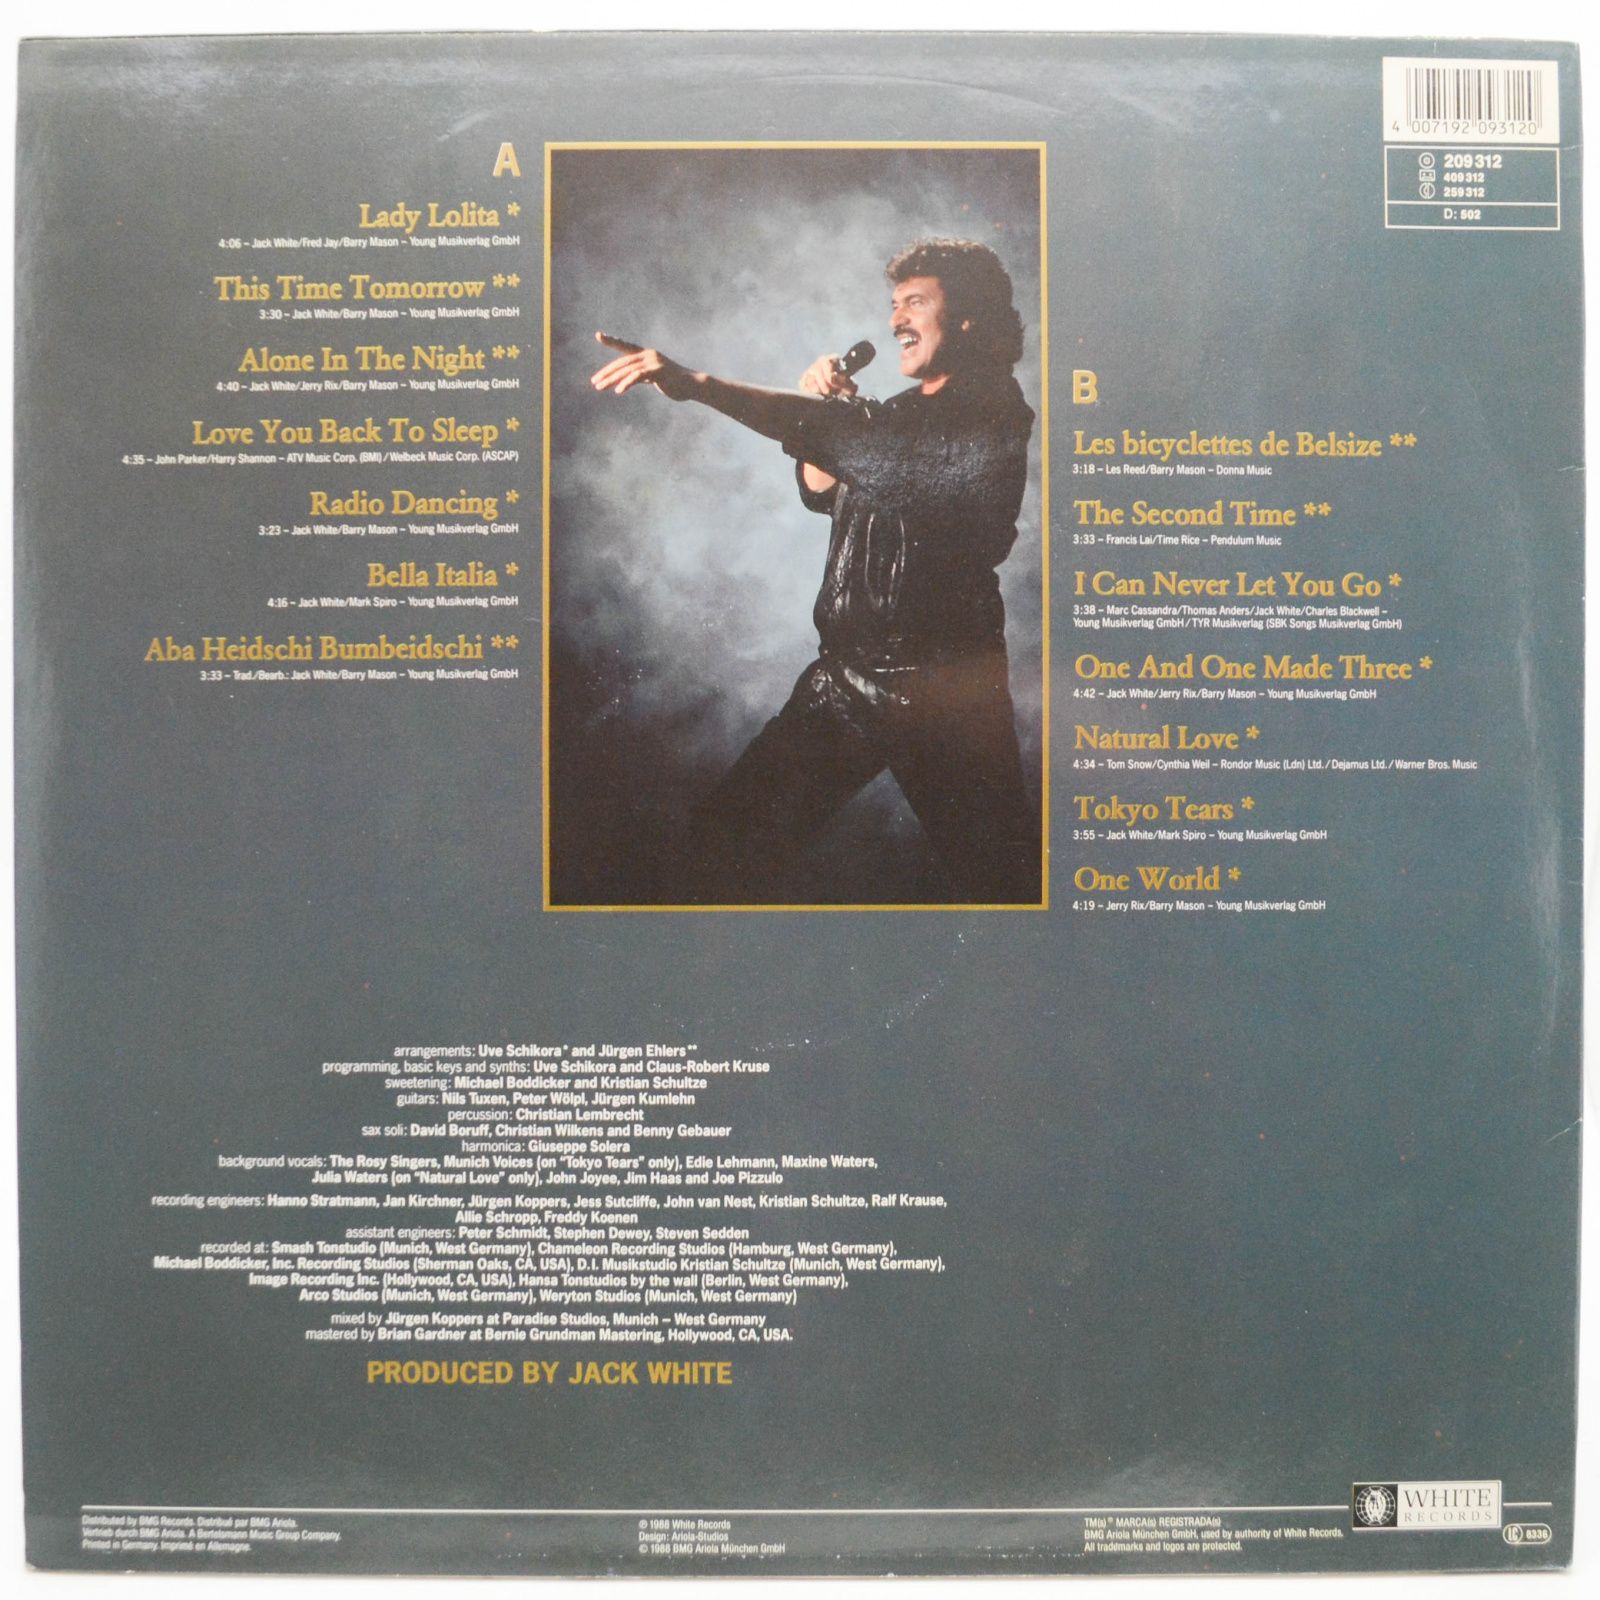 4 007192 093120
209 312
409 312
259 312
D: 502
A
Lady Lolita *
4:06 – Jack White/Fred Jay/Barry Mason – Young Musikverlag GmbH
This Time Tomorrow **
3:30 – Jack White/Barry Mason – Young Musikverlag GmbH
Alone In The Night **
4:40 – Jack White/Jerry Rix/Barry Mason – Young Musikverlag GmbH
Love You Back To Sleep *
4:35 – John Parker/Harry Shannon – ATV Music Corp. (BMI) / Welbeck Music Corp. (ASCAP)
Radio Dancing *
3:23 – Jack White/Barry Mason – Young Musikverlag GmbH
Bella Italia *
4:16 – Jack White/Mark Spiro – Young Musikverlag GmbH
Aba Heidschi Bumbeidschi **
3:33 – Trad./Bearb.: Jack White/Barry Mason – Young Musikverlag GmbH
B
Les bicyclettes de Belsize **
3:18 – Les Reed/Barry Mason – Donna Music
The Second Time **
3:33 – Francis Lai/Time Rice – Pendulum Music
I Can Never Let You Go *
3:38 – Marc Cassandra/Thomas Anders/Jack White/Charles Blackwell –
Young Musikverlag GmbH / TYR Musikverlag (SBK Songs Musikverlag GmbH)
One And One Made Three *
4:42 – Jack White/Jerry Rix/Barry Mason – Young Musikverlag GmbH
Natural Love *
4:34 – Tom Snow/Cynthia Weil – Rondor Music (Ldn) Ltd. / Dejamus Ltd. / Warner Bros. Music
Tokyo Tears *
3:55 – Jack White/Mark Spiro – Young Musikverlag GmbH
One World *
4:19 – Jerry Rix/Barry Mason – Young Musikverlag GmbH
arrangements: Uve Schikora* and Jürgen Ehlers**
programming, basic keys and synths: Uve Schikora and Claus-Robert Kruse
sweetening: Michael Boddicker and Kristian Schultze
guitars: Nils Tuxen, Peter Wölpl, Jürgen Kumlehn
percussion: Christian Lembrecht
sax soli: David Boruff, Christian Wilkens and Benny Gebauer
harmonica: Giuseppe Solera
background vocals: The Rosy Singers, Munich Voices (on "Tokyo Tears" only), Edie Lehmann, Maxine Waters,
Julia Waters (on "Natural Love" only), John Joyee, Jim Haas and Joe Pizzulo
recording engineers: Hanno Stratmann, Jan Kirchner, Jürgen Koppers, Jess Sutcliffe, John van Nest, Kristian Schultze, Ralf Krause,
Allie Schropp, Freddy Koenen
assistant engineers: Peter Schmidt, Stephen Dewey, Steven Sedden
recorded at: Smash Tonstudio (Munich, West Germany), Chameleon Recording Studios (Hamburg, West Germany),
Michael Boddicker, Inc. Recording Studios (Sherman Oaks, CA, USA), D.I. Musikstudio Kristian Schultze (Munich, West Germany),
Image Recording Inc. (Hollywood, CA, USA), Hansa Tonstudios by the wall (Berlin, West Germany),
Arco Studios (Munich, West Germany), Weryton Studios (Munich, West Germany)
mixed by Jürgen Koppers at Paradise Studios, Munich – West Germany
mastered by Brian Gardner at Bernie Grundman Mastering, Hollywood, CA, USA.
PRODUCED BY JACK WHITE
Distributed by BMG Records. Distribué par BMG Ariola.
Vertrieb durch BMG Ariola. A Bertelsmann Music Group Company.
Printed in Germany. Imprimé en Allemagne.
℗ 1988 White Records
Design: Ariola-Studios
© 1988 BMG Ariola München GmbH
TM(s) ® MARCA(s) REGISTRADA(s)
BMG Ariola München GmbH, used by authority of White Records.
All trademarks and logos are protected.
WHITE
RECORDS
LC 8336